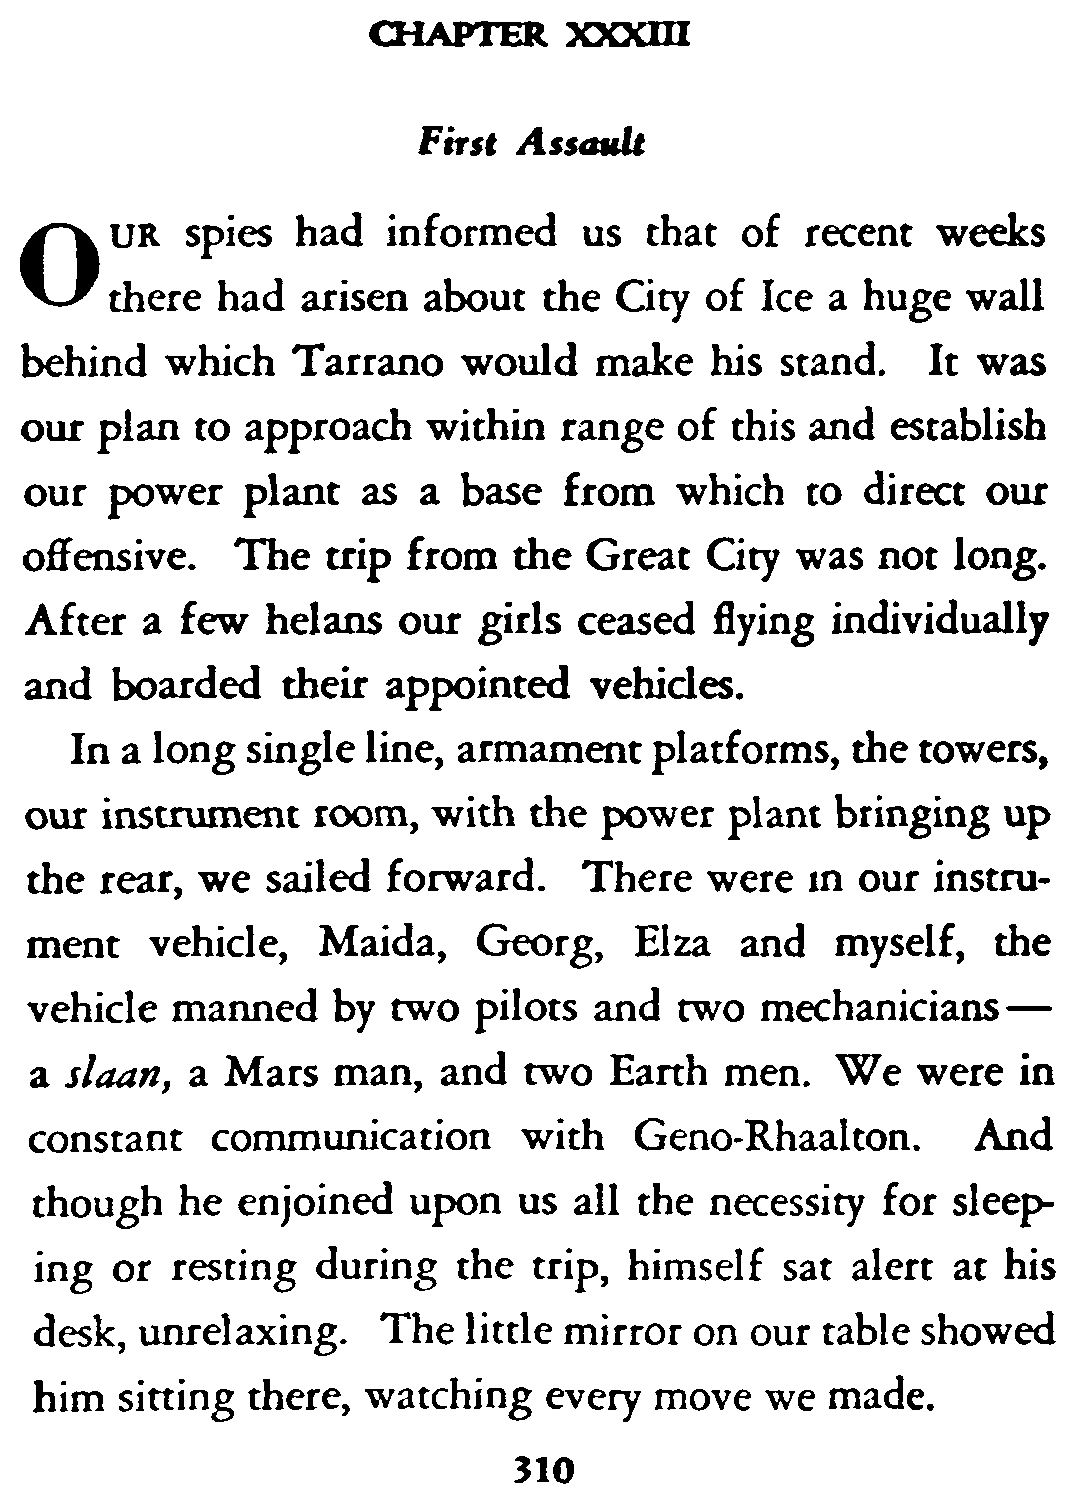 CHAPTER XXXIII
First Assault
OUR spies had informed us that of recent weeks
there had arisen about the City of Ice a huge wall
behind which Tarrano would make his stand. It was
our plan to approach within range of this and establish
our power plant as a base from which to direct our
offensive. The trip from the Great City was not long.
After a few helans our girls ceased flying individually
and boarded their appointed vehicles.
In a long single line, armament platforms, the towers,
our instrument room, with the power plant bringing up
the rear, we sailed forward. There were in our instru-
ment vehicle, Maida, Georg, Elza and myself, the
vehicle manned by two pilots and two mechanicians—
a slaan, a Mars man, and two Earth men. We were in
constant communication with Geno-Rhaalton. And
though he enjoined upon us all the necessity for sleep-
ing or resting during the trip, himself sat alert at his
desk, unrelaxing. The little mirror on our table showed
him sitting there, watching every move we made.
310